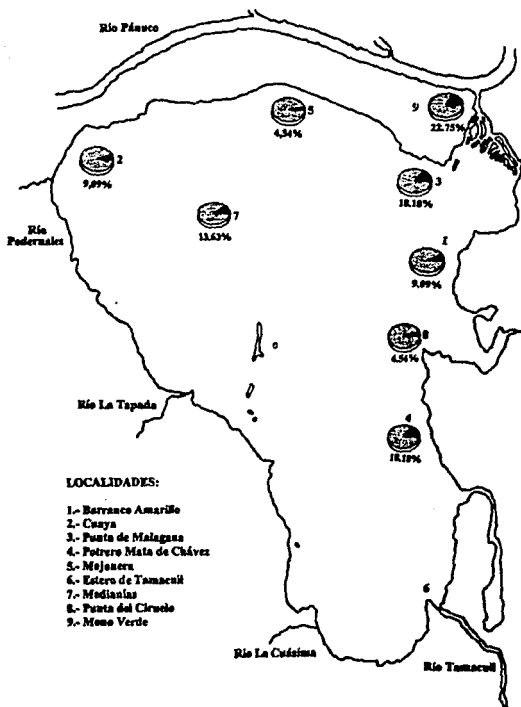 Río Pánuco
5
4,54%
9
22.75%
2
9,09%
3
18.18%
7
13.63%
Río
Pedernales
1
9.09%
8
4.54%
Río La Tapada
4
18.18%
LOCALIDADES:
1.- Barranco Amarillo
2.- Cuaya
3.- Punta de Malagana
4.- Potrero Mata de Chávez
5.- Mojonera
6.- Estero de Tamacuil
7.- Medianías
8.- Punta del Ciruelo
9.- Mono Verde
6
Río La Cuásima
Río Tamacuil